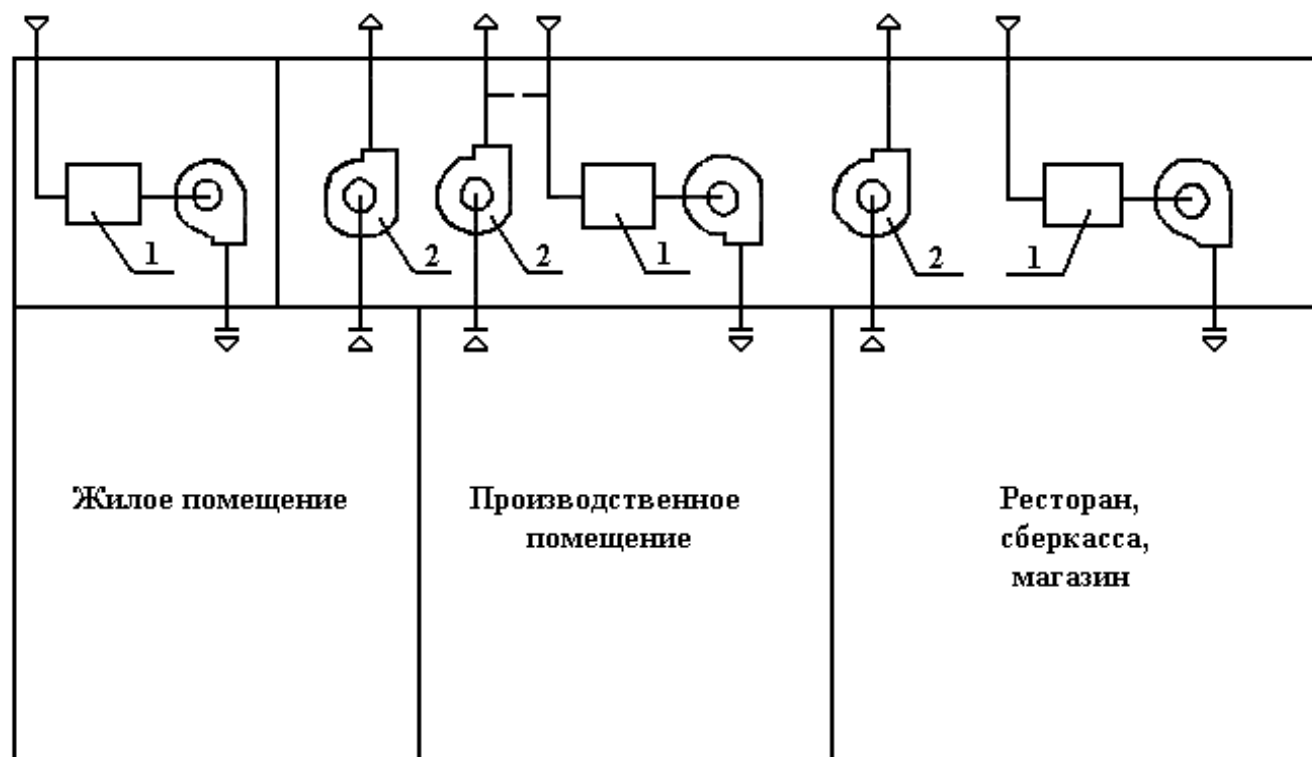 1
2
2
1
2
1
Жилое помещение
Производственное
помещение
Ресторан,
сберкасса,
магазин